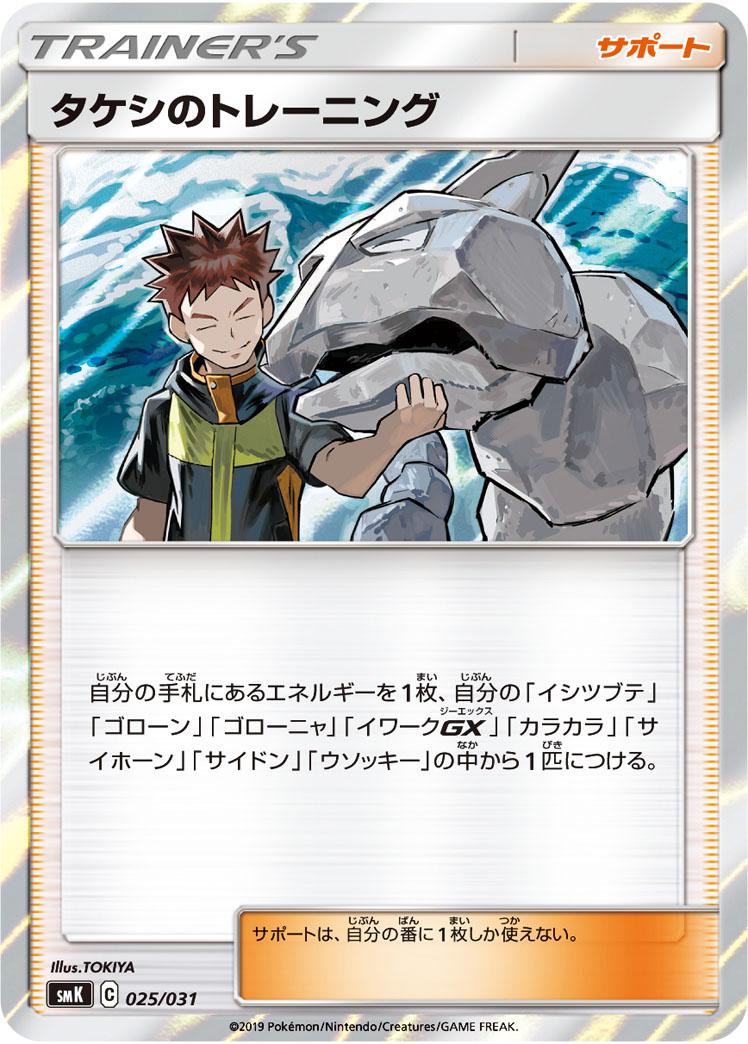 TRAINER'S サポート
タケシのトレーニング
自分の手札にあるエネルギーを1枚、自分の「イシツブテ」
「ゴローン」「ゴローニャ」「イワークGX」「カラカラ」「サ
イホーン」「サイドン」「ウソッキー」の中から1匹につける。
サポートは、自分の番に1枚しか使えない。
Illus.TOKIYA
smK C 025/031
©2019 Pokémon/Nintendo/Creatures/GAME FREAK.